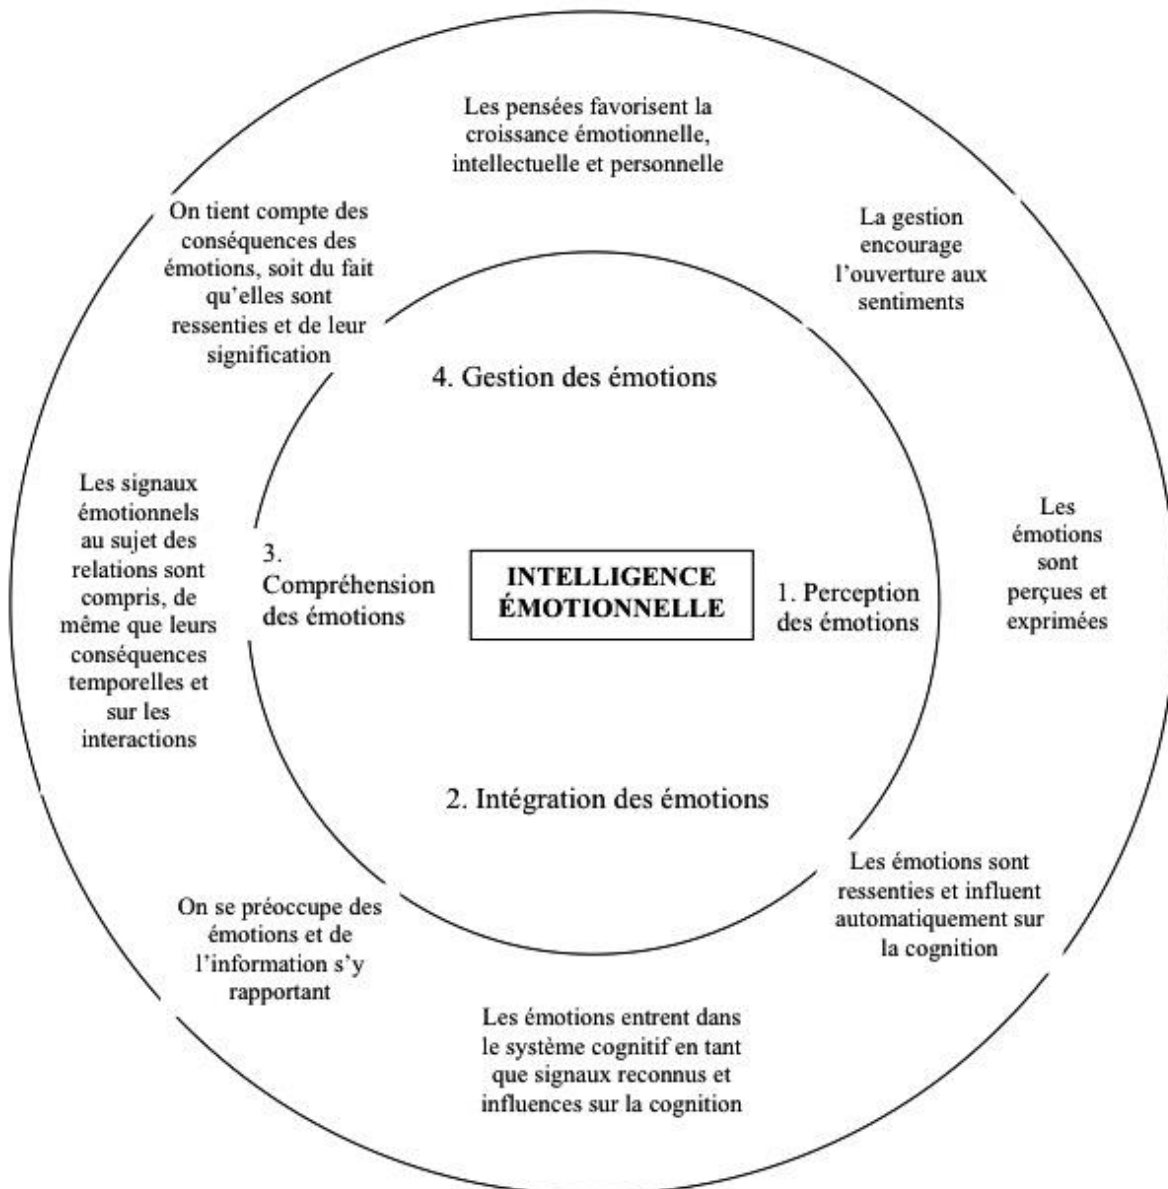 Les pensées favorisent la
croissance émotionnelle,
intellectuelle et personnelle
On tient compte des
conséquences des
émotions, soit du fait
qu'elles sont
ressenties et de leur
signification
La gestion
encourage
l'ouverture aux
sentiments
4. Gestion des émotions
Les signaux
émotionnels
au sujet des
relations sont
compris, de
même que leurs
conséquences
temporelles et
sur les
interactions
3.
Compréhension
des émotions
INTELLIGENCE
ÉMOTIONNELLE
1. Perception
des émotions
Les
émotions
sont
perçues et
exprimées
2. Intégration des émotions
Les émotions sont
ressenties et influent
automatiquement sur
la cognition
On se préoccupe des
émotions et de
l'information s'y
rapportant
Les émotions entrent dans
le système cognitif en tant
que signaux reconnus et
influences sur la cognition